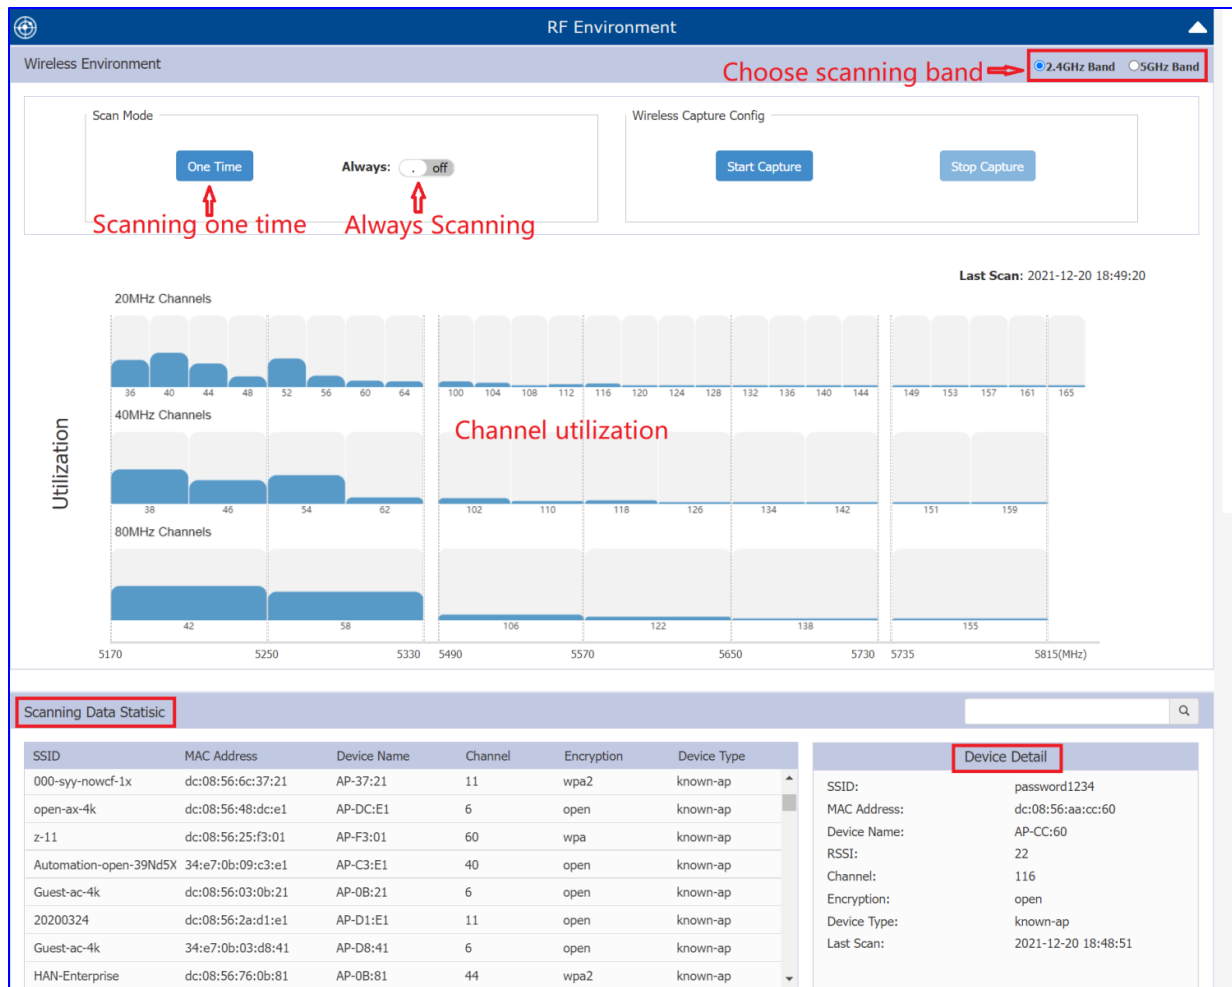 RF Environment
Wireless Environment
Choose scanning band
2.4GHz Band 5GHz Band
Scan Mode
Wireless Capture Config
One Time
Always: . off
Start Capture
Stop Capture
Scanning one time
Always Scanning
Last Scan: 2021-12-20 18:49:20
20MHz Channels
36 40 44 48 52 56 60 64 100 104 108 112 116 120 124 128 132 136 140 144 149 153 157 161 165
40MHz Channels
Channel utilization
Utilization
38 46 54 62 102 110 118 126 134 142 151 159
80MHz Channels
42 58 106 122 138 155
5170 5250 5330 5490 5570 5650 5730 5735 5815(MHz)
Scanning Data Statisic
SSID MAC Address Device Name Channel Encryption Device Type
000-syy-nowcf-1x dc:08:56:6c:37:21 AP-37:21 11 wpa2 known-ap
open-ax-4k dc:08:56:48:dc:e1 AP-DC:E1 6 open known-ap
z-11 dc:08:56:25:f3:01 AP-F3:01 60 wpa known-ap
Automation-open-39Nd5X 34:e7:0b:09:c3:e1 AP-C3:E1 40 open known-ap
Guest-ac-4k dc:08:56:03:0b:21 AP-0B:21 6 open known-ap
20200324 dc:08:56:2a:d1:e1 AP-D1:E1 11 open known-ap
Guest-ac-4k 34:e7:0b:03:d8:41 AP-D8:41 6 open known-ap
HAN-Enterprise dc:08:56:76:0b:81 AP-0B:81 44 wpa2 known-ap
Device Detail
SSID: password1234
MAC Address: dc:08:56:aa:cc:60
Device Name: AP-CC:60
RSSI: 22
Channel: 116
Encryption: open
Device Type: known-ap
Last Scan: 2021-12-20 18:48:51